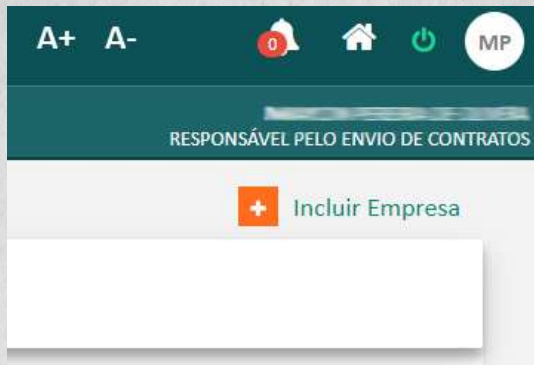 A+ A- 0 MP
RESPONSÁVEL PELO ENVIO DE CONTRATOS
+ Incluir Empresa